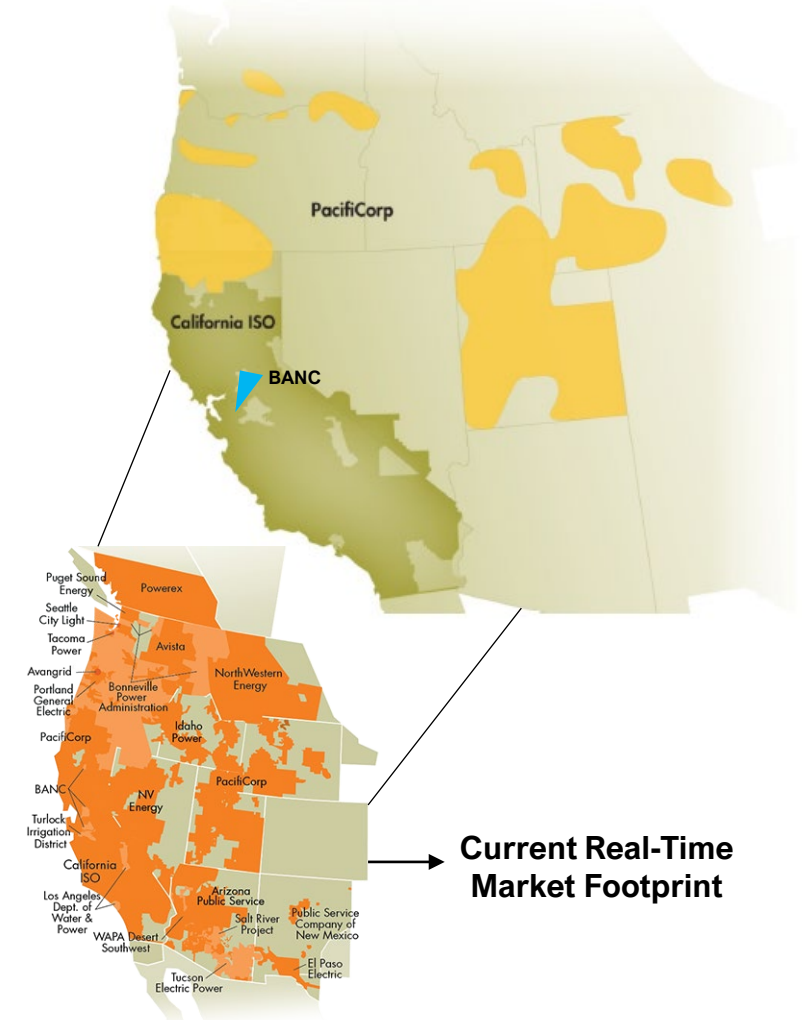 PacifiCorp
California ISO
BANC
Puget Sound
Energy
Powerex
Seattle
City Light
Tacoma
Power
Avista
Avangrid
NorthWestern
Energy
Portland
General
Electric
Bonneville
Power
Administration
Idaho
Power
PacifiCorp
PacifiCorp
BANC
NV
Energy
Turlock
Irrigation
District
California
ISO
Los Angeles
Dept. of
Water &
Power
Arizona
Public Service
Salt River
Project
Public Service
Company of
New Mexico
WAPA Desert
Southwest
Tucson
Electric Power
El Paso
Electric
Current Real-Time
Market Footprint